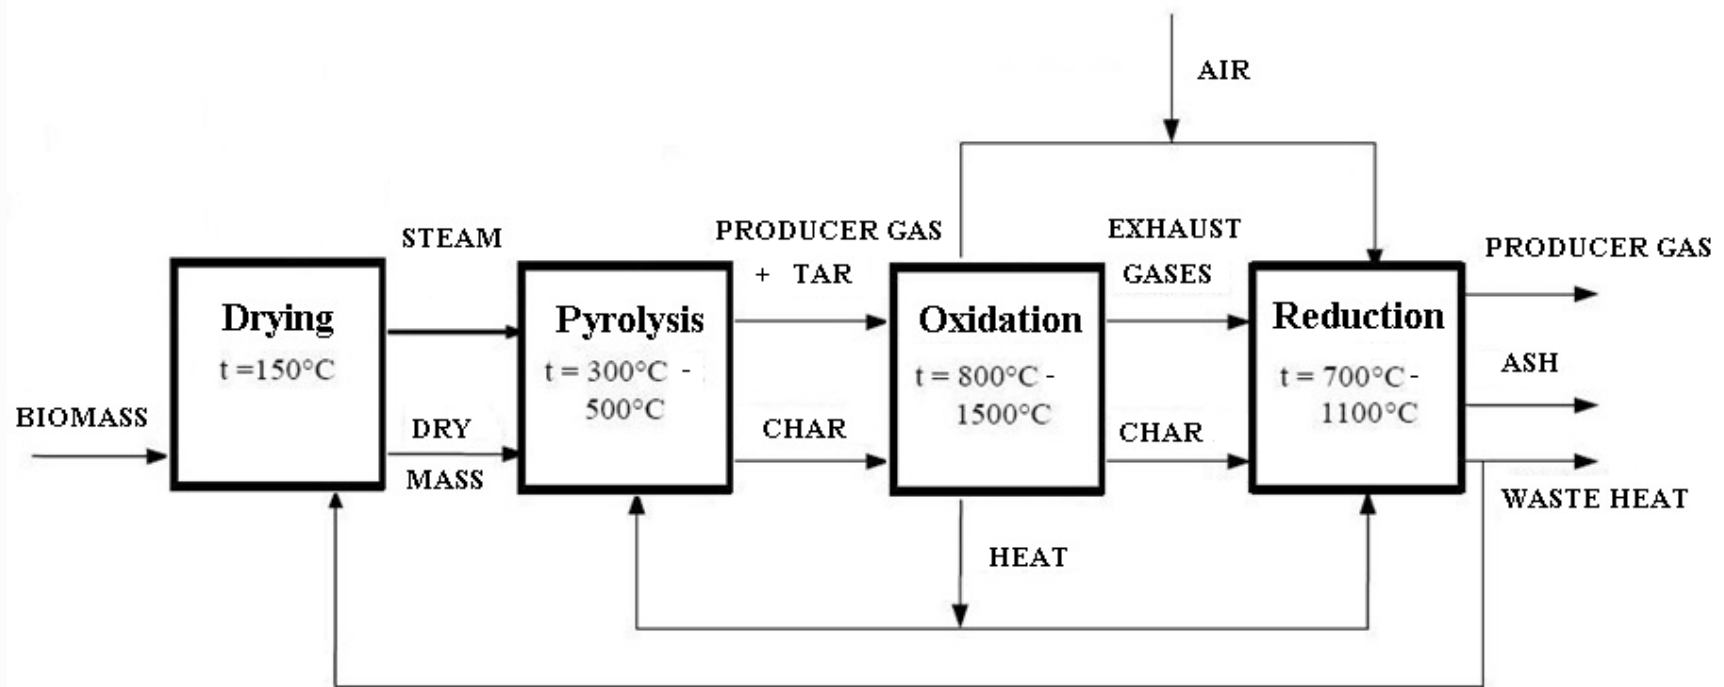 AIR
STEAM
PRODUCER GAS
+ TAR
EXHAUST
GASES
PRODUCER GAS
Drying
t =150°C
Pyrolysis
t = 300°C -
500°C
Oxidation
t = 800°C -
1500°C
Reduction
t = 700°C -
1100°C
ASH
BIOMASS
DRY
MASS
CHAR
CHAR
WASTE HEAT
HEAT